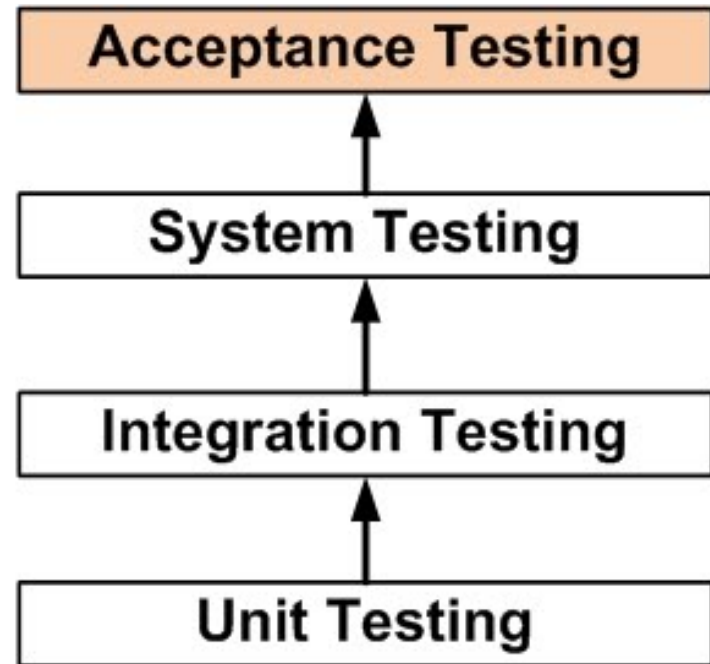 Acceptance Testing
System Testing
Integration Testing
Unit Testing